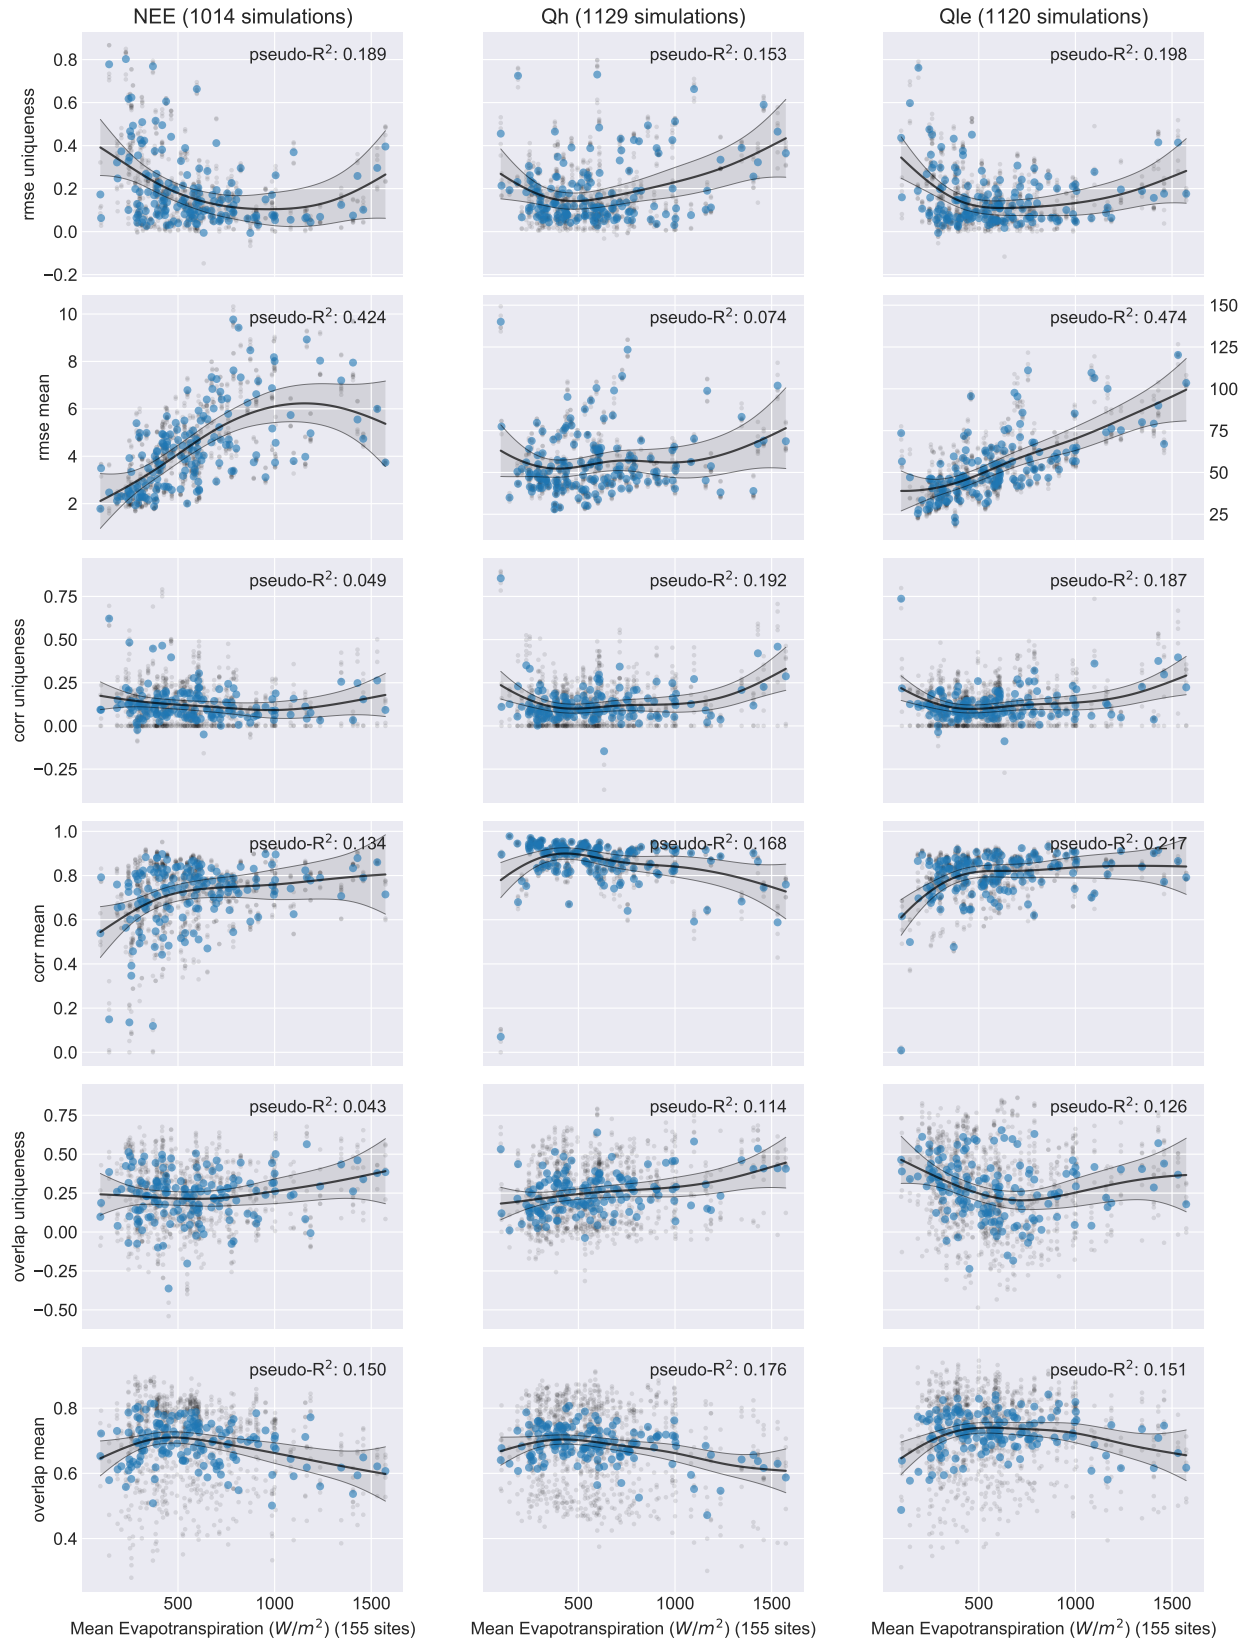 NEE (1014 simulations) Qh (1129 simulations) Qle (1120 simulations)
rmse uniqueness
0.8
0.6
0.4
0.2
0.0
−0.2
pseudo-R²: 0.189
pseudo-R²: 0.153
pseudo-R²: 0.198
rmse mean
10
8
6
4
2
pseudo-R²: 0.424
pseudo-R²: 0.074
pseudo-R²: 0.474
150
125
100
75
50
25
corr uniqueness
0.75
0.50
0.25
0.00
−0.25
pseudo-R²: 0.049
pseudo-R²: 0.192
pseudo-R²: 0.187
corr mean
1.0
0.8
0.6
0.4
0.2
0.0
pseudo-R²: 0.134
pseudo-R²: 0.168
pseudo-R²: 0.217
overlap uniqueness
0.75
0.50
0.25
0.00
−0.25
−0.50
pseudo-R²: 0.043
pseudo-R²: 0.114
pseudo-R²: 0.126
overlap mean
0.8
0.6
0.4
pseudo-R²: 0.150
pseudo-R²: 0.176
pseudo-R²: 0.151
500 1000 1500 500 1000 1500 500 1000 1500
Mean Evapotranspiration (W/m²) (155 sites) Mean Evapotranspiration (W/m²) (155 sites) Mean Evapotranspiration (W/m²) (155 sites)